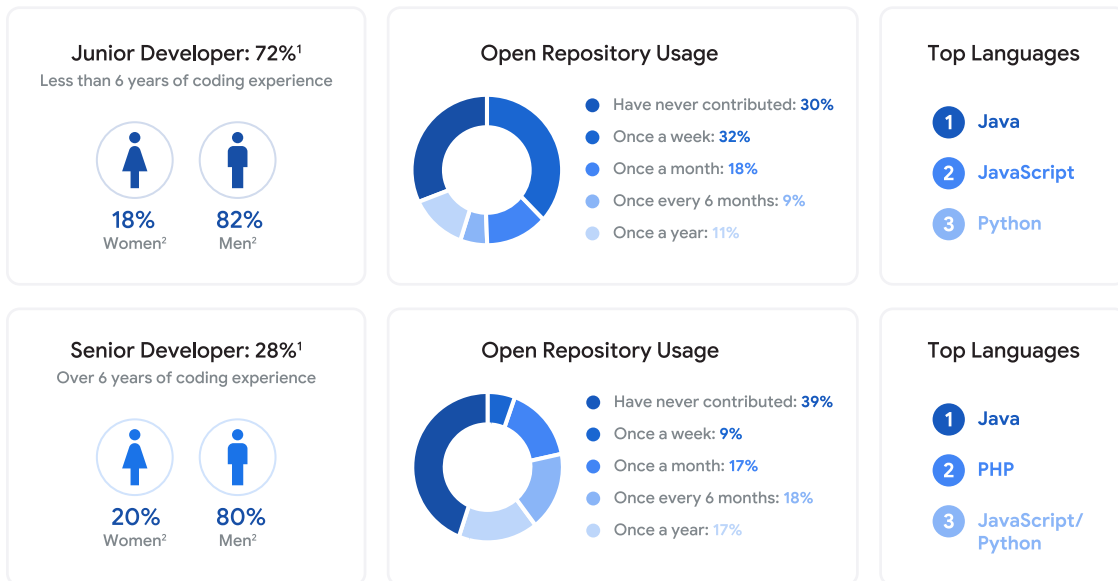 Junior Developer: 72%¹
Less than 6 years of coding experience
18%
Women²
82%
Men²
Open Repository Usage
Have never contributed: 30%
Once a week: 32%
Once a month: 18%
Once every 6 months: 9%
Once a year: 11%
Top Languages
1 Java
2 JavaScript
3 Python
Senior Developer: 28%¹
Over 6 years of coding experience
20%
Women²
80%
Men²
Open Repository Usage
Have never contributed: 39%
Once a week: 9%
Once a month: 17%
Once every 6 months: 18%
Once a year: 17%
Top Languages
1 Java
2 PHP
3 JavaScript/
Python